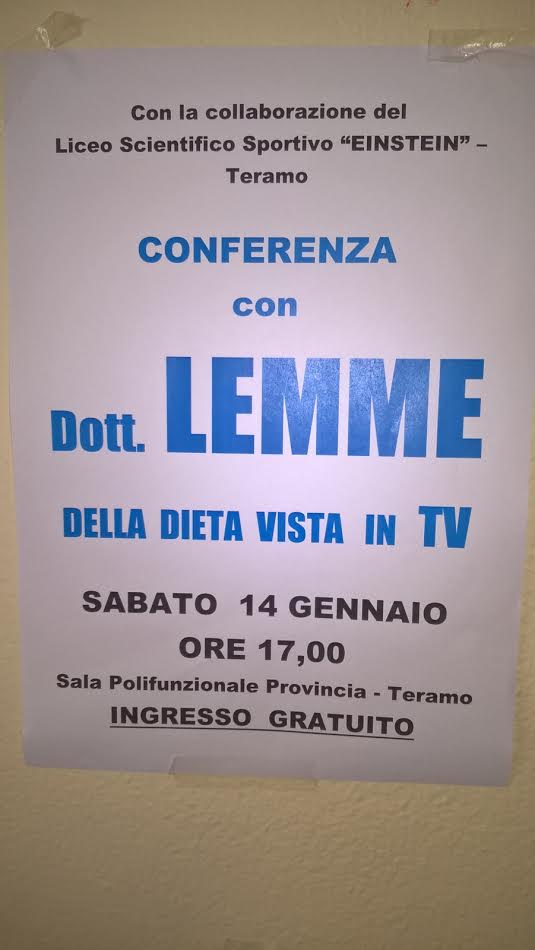 Con la collaborazione del
Liceo Scientifico Sportivo “EINSTEIN” –
Teramo
CONFERENZA
con
Dott. LEMME
DELLA DIETA VISTA IN TV
SABATO 14 GENNAIO
ORE 17,00
Sala Polifunzionale Provincia - Teramo
INGRESSO GRATUITO